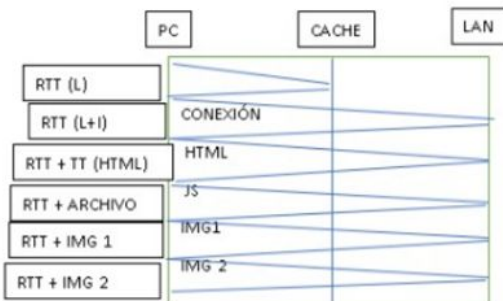 PC
CACHE
LAN
RTT (L)
RTT (L+I)
CONEXIÓN
RTT + TT (HTML)
HTML
RTT + ARCHIVO
JS
RTT + IMG 1
IMG1
RTT + IMG 2
IMG 2